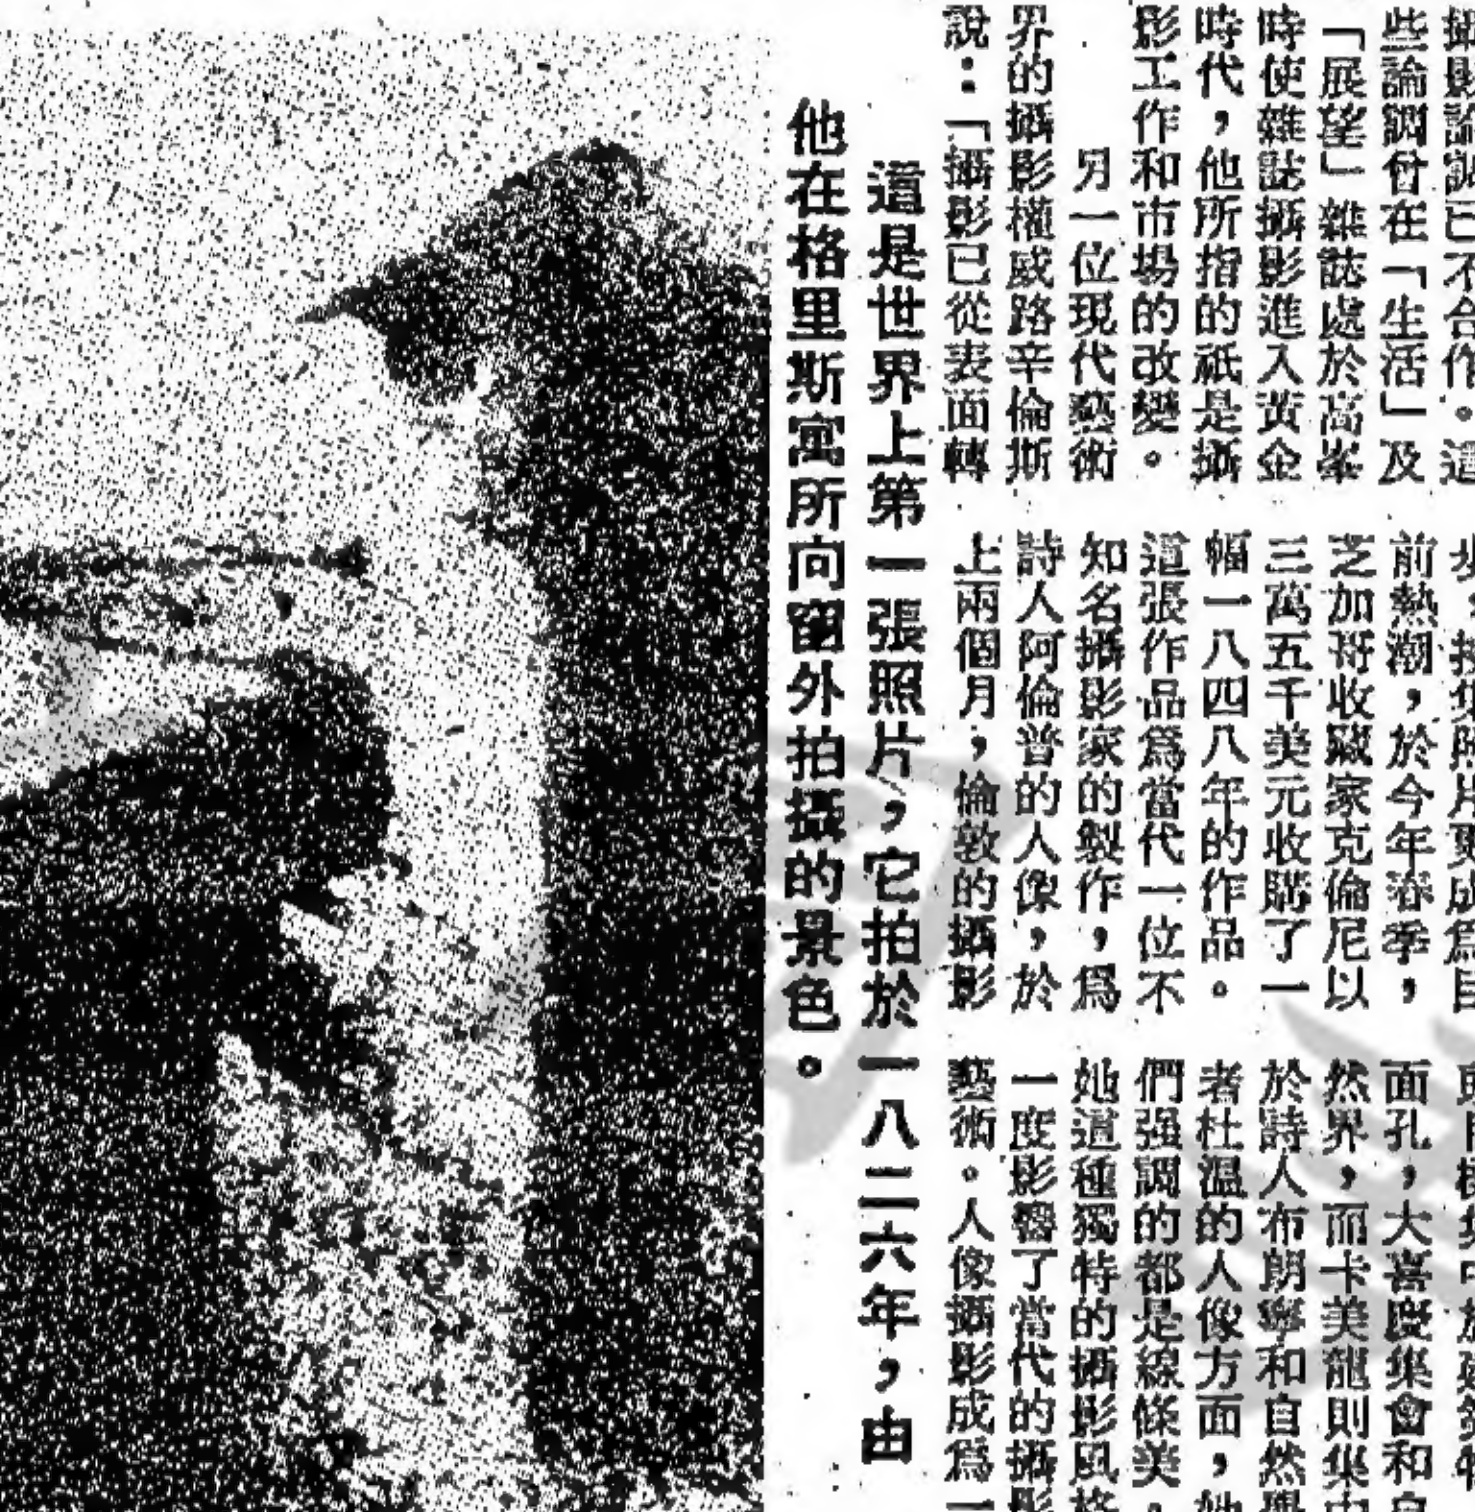 些論調曾在「生活」及
「展望」雜誌處於高峯
時使雜誌攝影進入黃金
時代，他所指的祇是攝
影工作和市場的改變。
另一位現代藝術
界的攝影權威路辛倫斯
說：「攝影已從表面轉
前熱潮，於今年春季，
芝加哥收藏家克倫尼以
三萬五千美元收購了一
幅一八四八年的作品。
這張作品爲當代一位不
知名攝影家的製作，爲
詩人阿倫普的人像，於
上兩個月，倫敦的攝影
面孔，大喜慶集會和
然界，而卡美龍則集
於詩人布朗寧和自然
者杜溫的人像方面，
們强調的都是線條美。
她這種獨特的攝影風格
一度影響了當代的攝影
藝術。人像攝影成爲一
這是世界上第一張照片，它拍於一八二六年，由
他在格里斯寓所向窗外拍攝的景色。